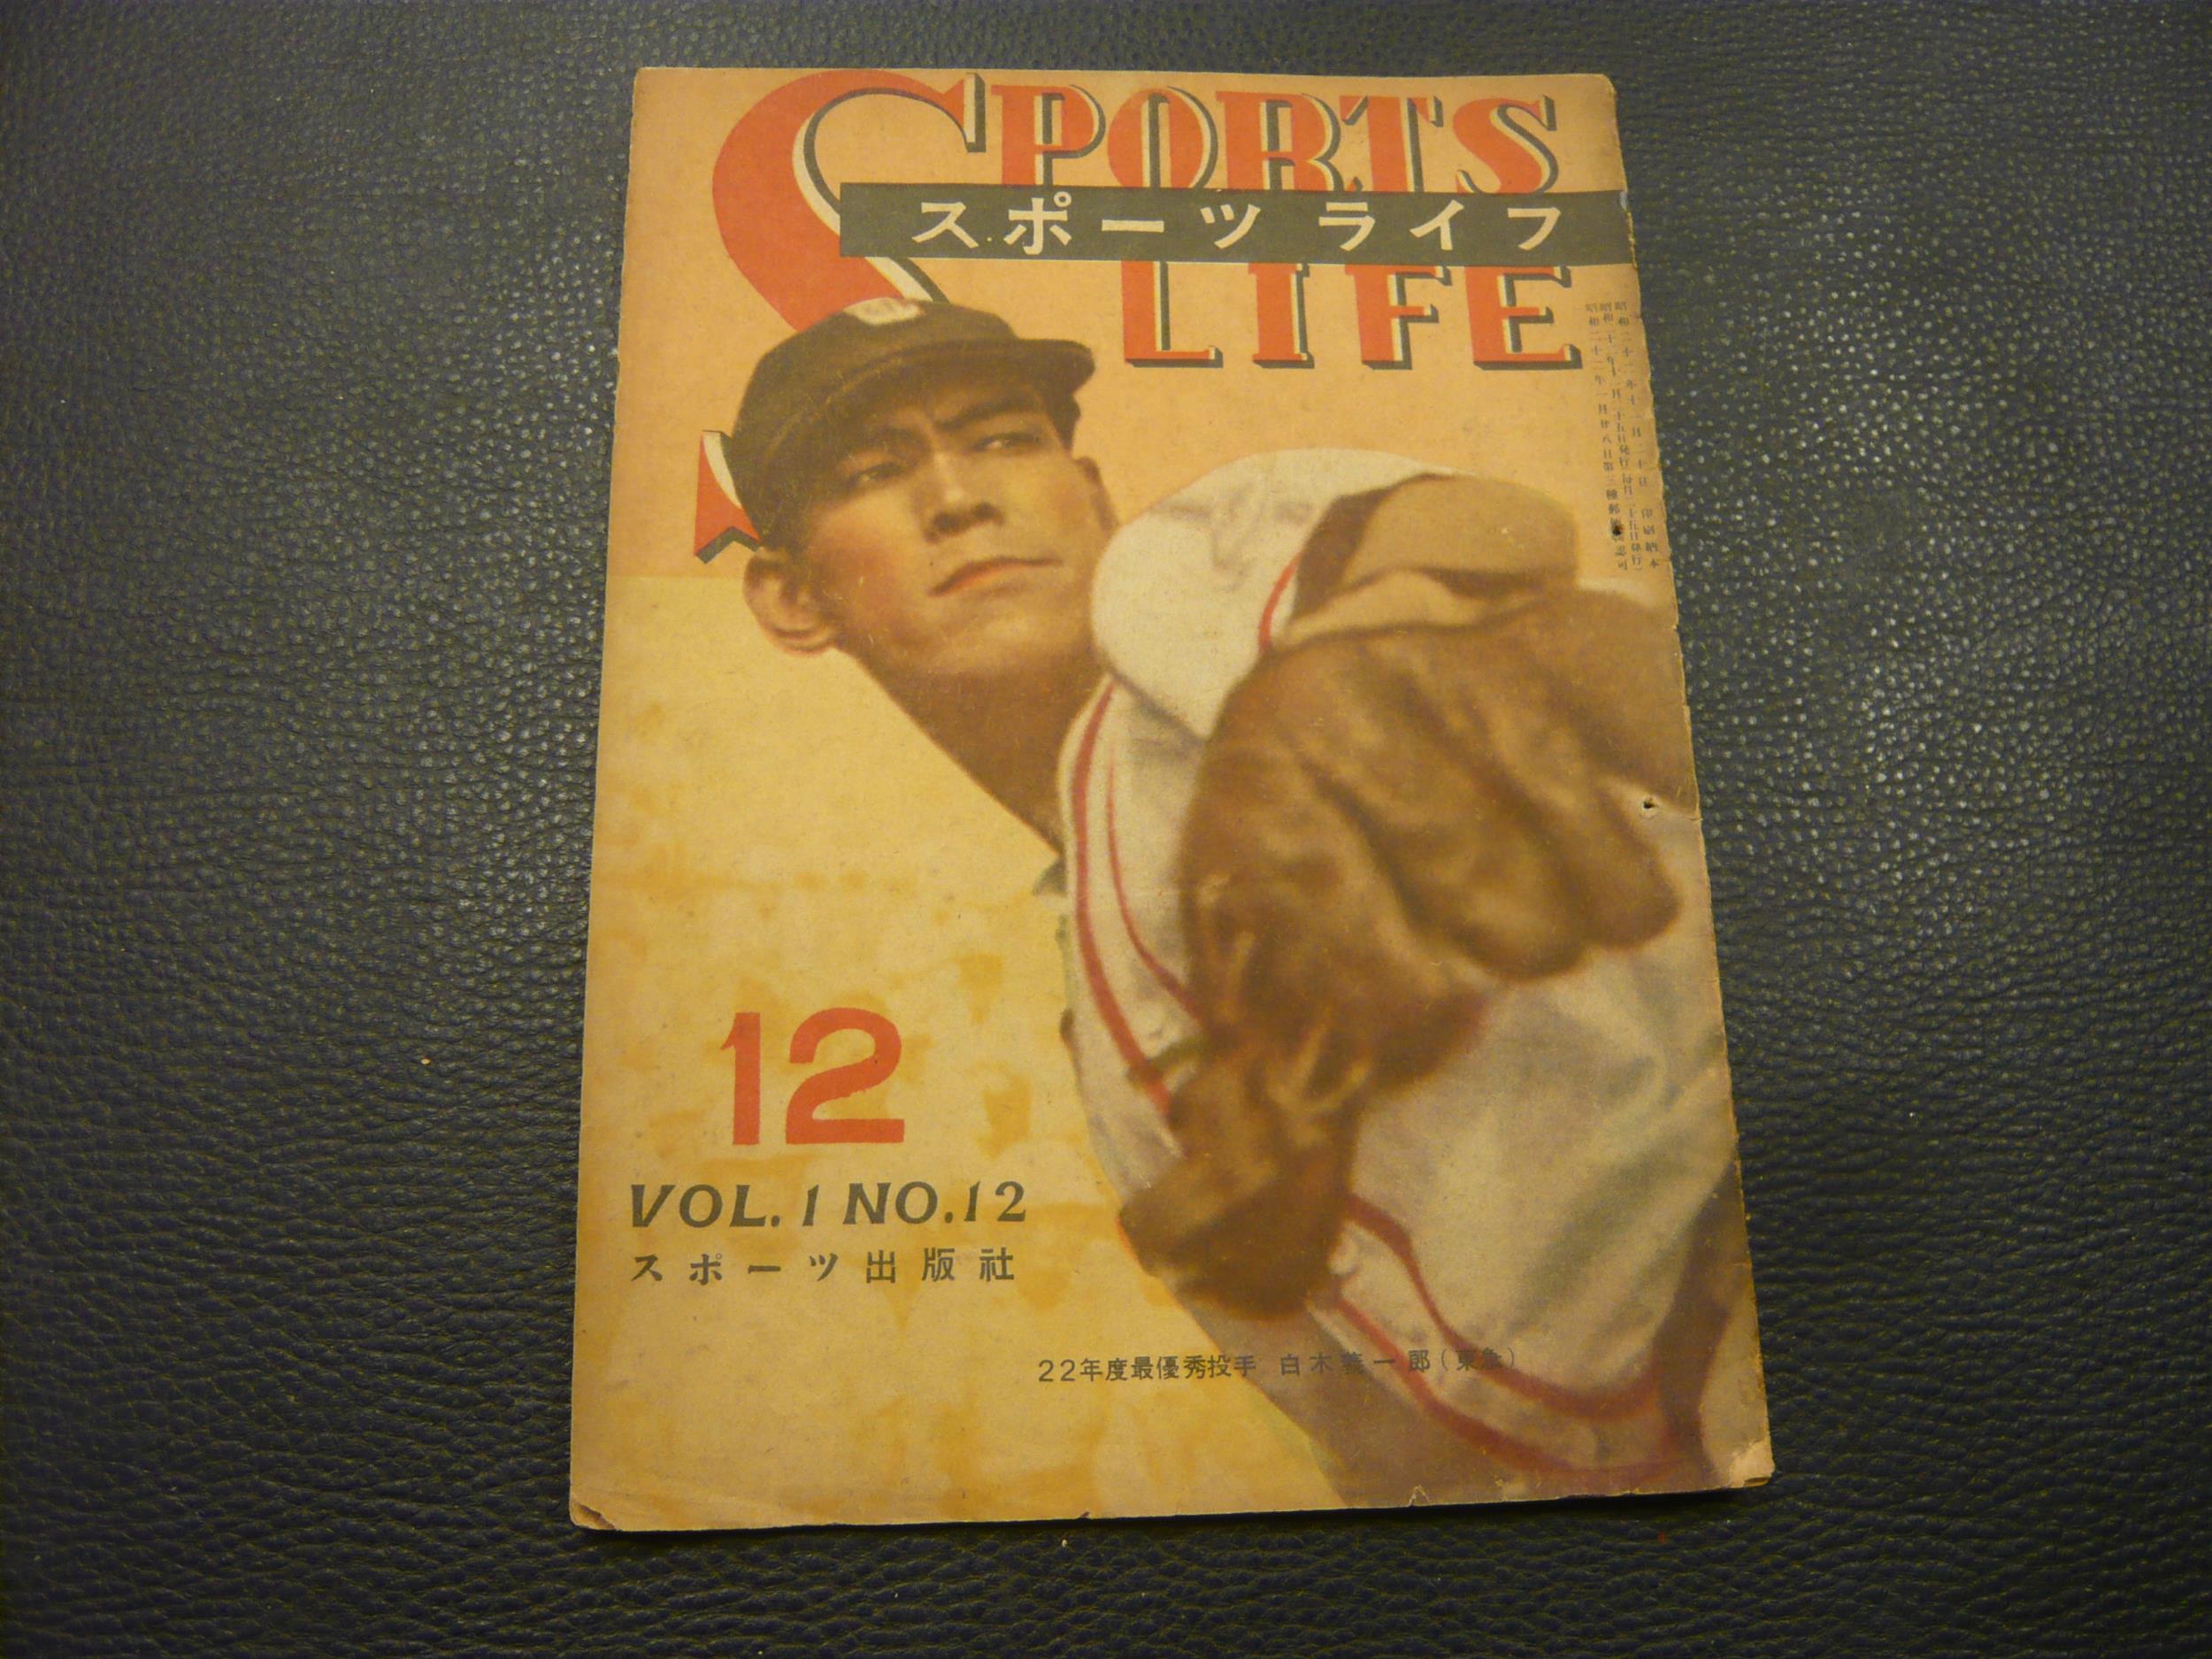 SPORTS
スポーツ ライフ
LIFE
12
VOL. 1 NO.12
スポーツ出版社
22年度最優秀投手 白木義一郎(東急)